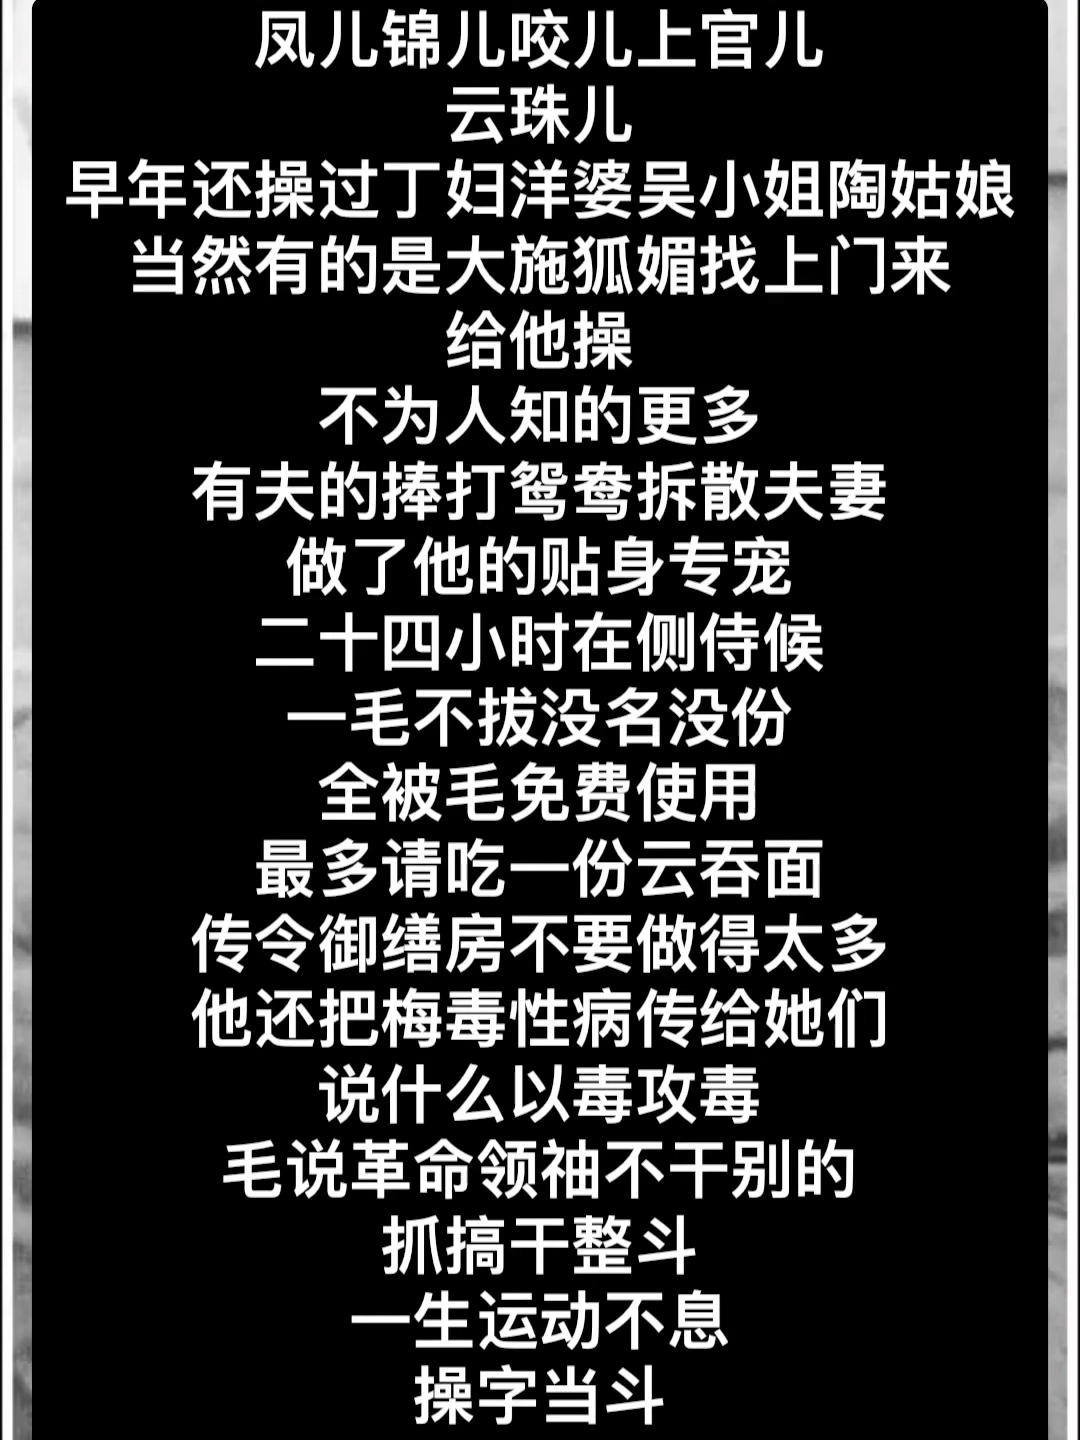 凤儿锦儿咬儿上官儿
云珠儿
早年还操过丁妇洋婆吴小姐陶姑娘
当然有的是大施狐媚找上门来
给他操
不为人知的更多
有夫的捧打鸳鸯拆散夫妻
做了他的贴身专宠
二十四小时在侧侍候
一毛不拔没名没份
全被毛免费使用
最多请吃一份云吞面
传令御缮房不要做得太多
他还把梅毒性病传给她们
说什么以毒攻毒
毛说革命领袖不干别的
抓搞干整斗
一生运动不息
操字当斗